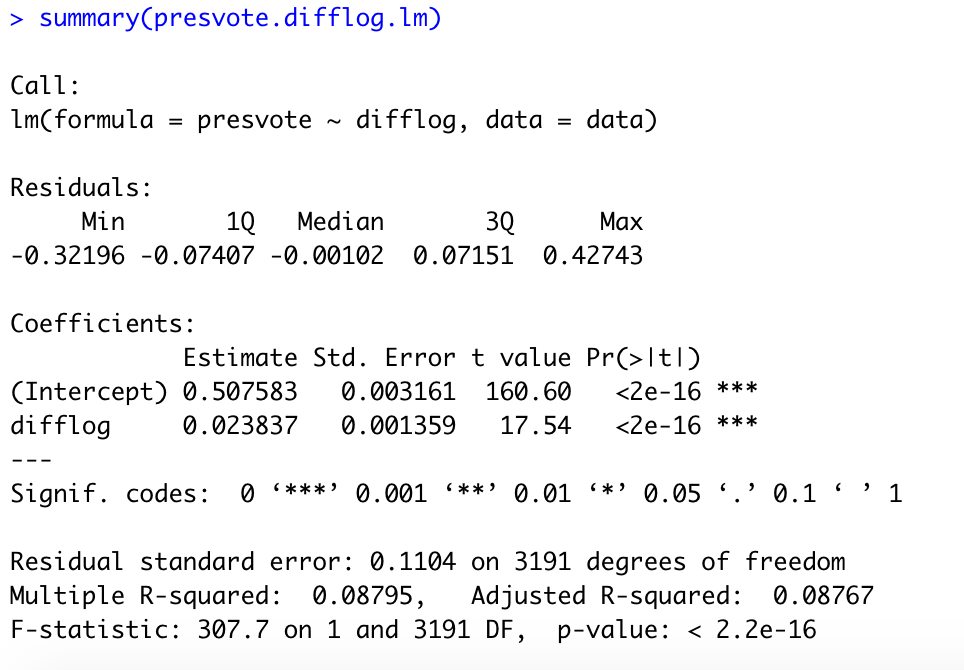 > summary(presvote.difflog.lm)
Call:
lm(formula = presvote ~ difflog, data = data)
Residuals:
     Min       1Q   Median       3Q      Max
-0.32196 -0.07407 -0.00102  0.07151  0.42743
Coefficients:
            Estimate Std. Error t value Pr(>|t|)
(Intercept) 0.507583   0.003161  160.60   <2e-16 ***
difflog     0.023837   0.001359   17.54   <2e-16 ***
---
Signif. codes:  0 ‘***’ 0.001 ‘**’ 0.01 ‘*’ 0.05 ‘.’ 0.1 ‘ ’ 1
Residual standard error: 0.1104 on 3191 degrees of freedom
Multiple R-squared:  0.08795,	Adjusted R-squared:  0.08767
F-statistic: 307.7 on 1 and 3191 DF,  p-value: < 2.2e-16